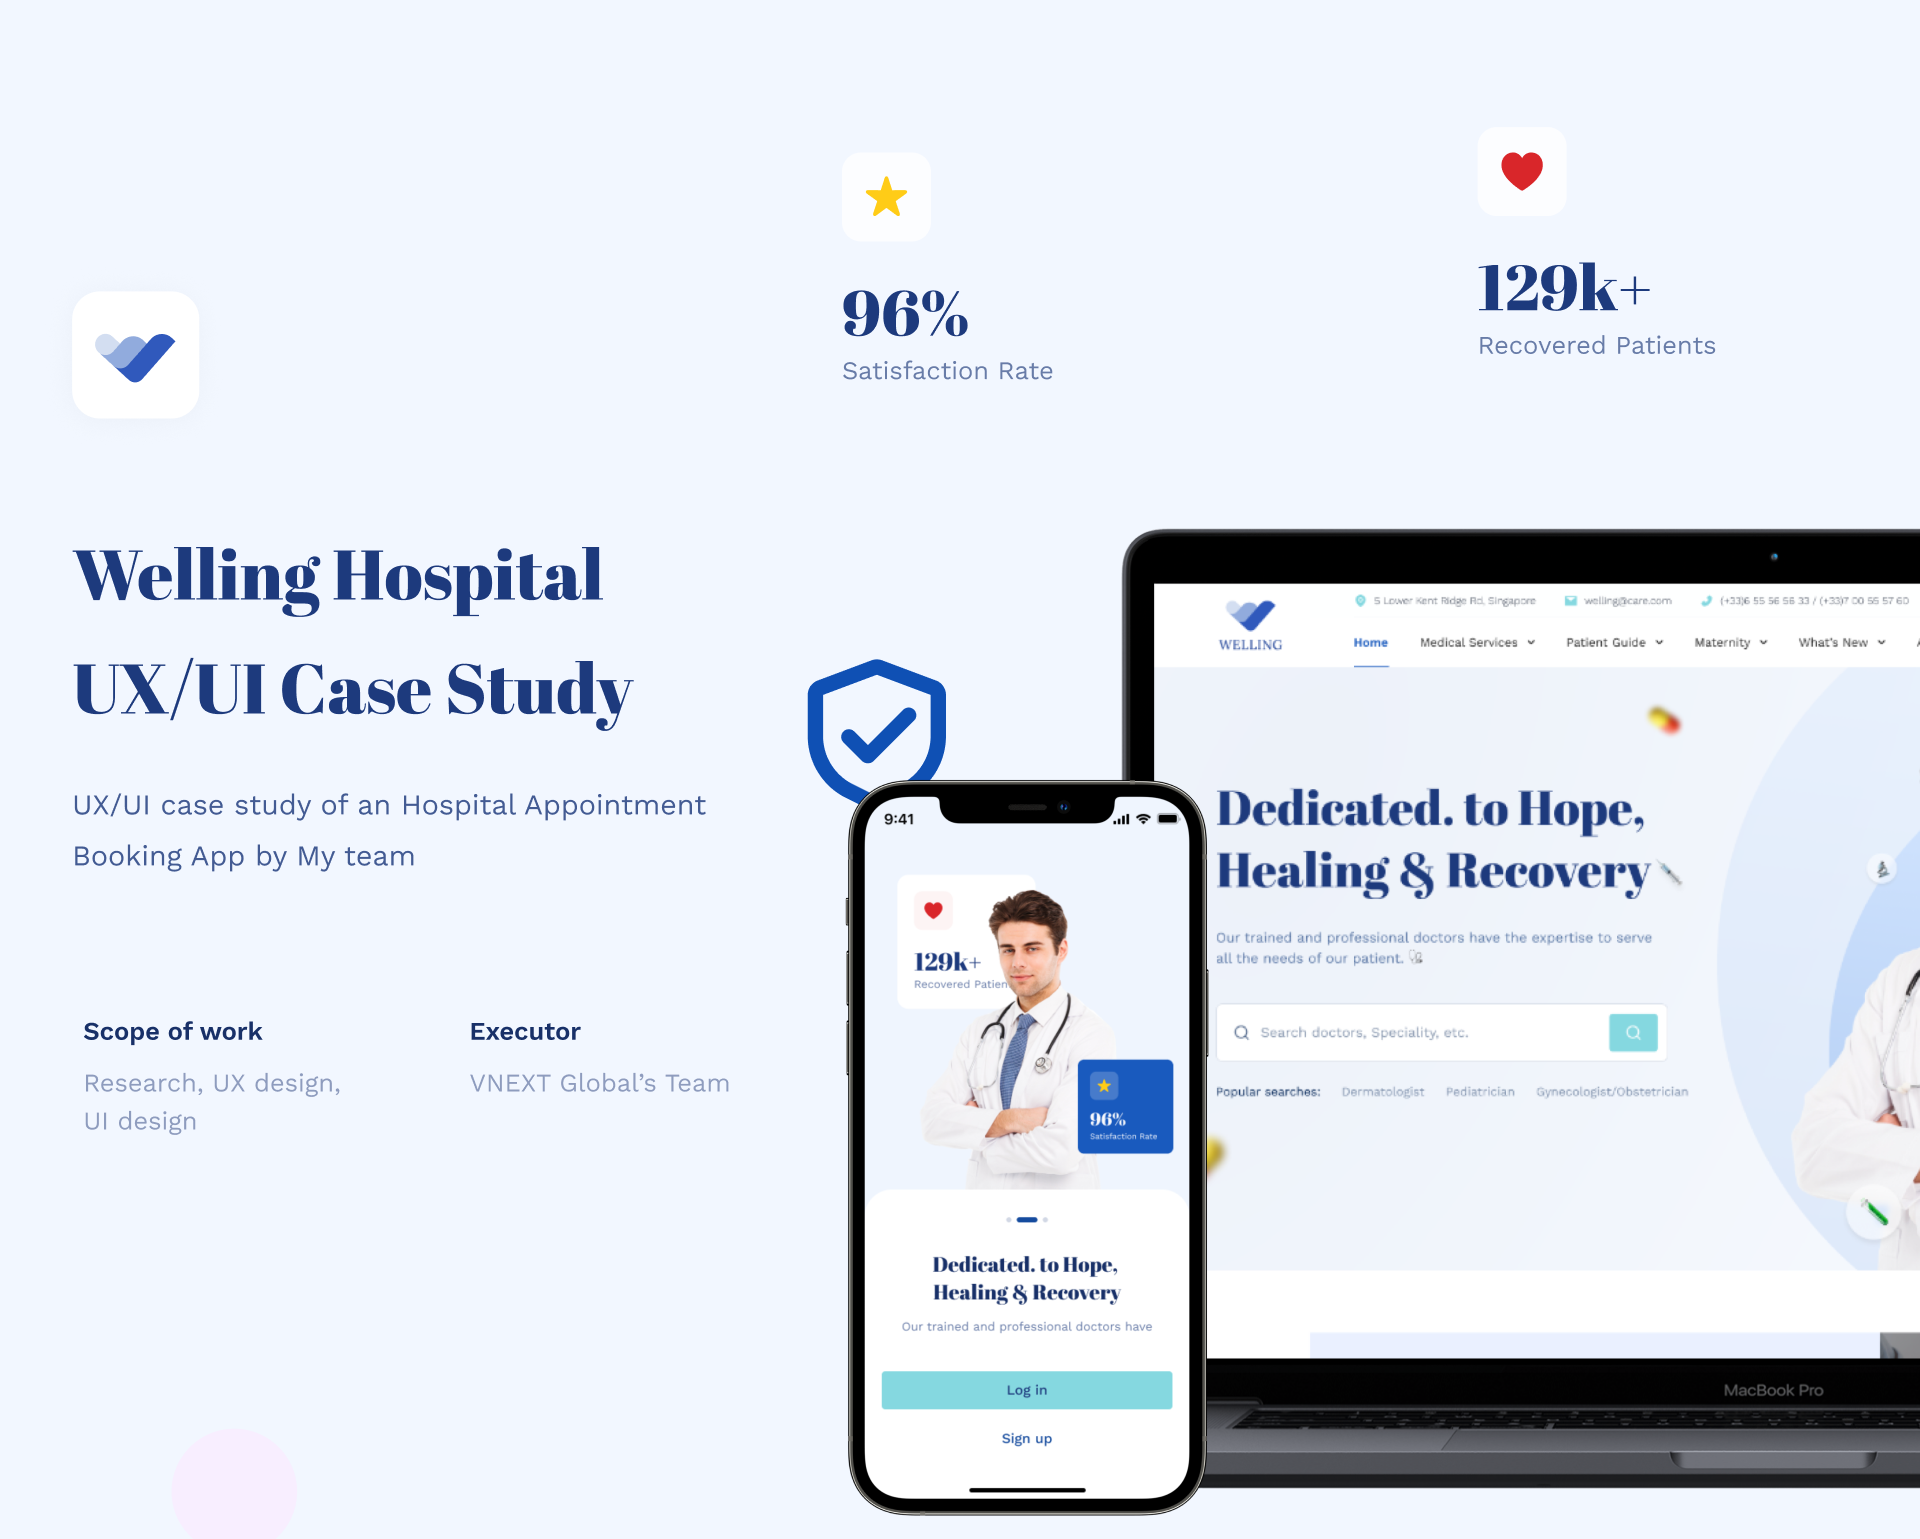 96%
Satisfaction Rate
129k+
Recovered Patients
Welling Hospital
UX/UI Case Study
UX/UI case study of an Hospital Appointment
Booking App by My team
Scope of work
Research, UX design,
UI design
Executor
VNEXT Global’s Team
9:41
129k+
Recovered Patien
96%
Satisfaction Rate
Dedicated. to Hope,
Healing & Recovery
Our trained and professional doctors have
Log in
Sign up
WELLING
5 Lower Kent Ridge Rd, Singapore
welling@care.com
(+33)6 55 56 56 33 / (+33)7 00 55 57 60
Home Medical Services Patient Guide Maternity What's New
Dedicated. to Hope,
Healing & Recovery
Our trained and professional doctors have the expertise to serve
all the needs of our patient.
Search doctors, Speciality, etc.
Popular searches: Dermatologist Pediatrician Gynecologist/Obstetrician
MacBook Pro